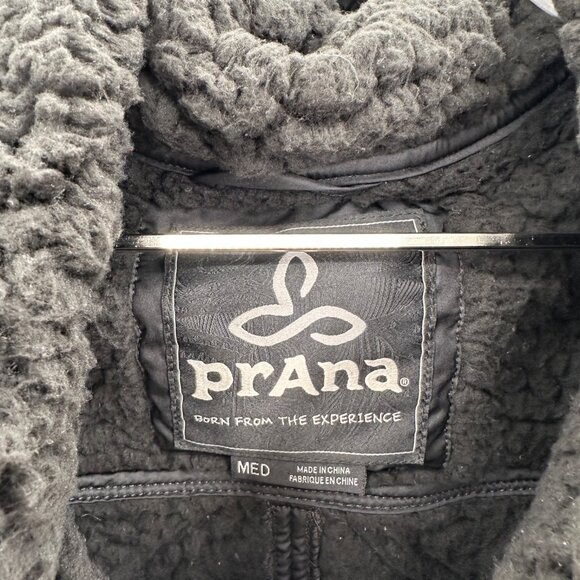 prAna®
BORN FROM THE EXPERIENCE
MED
MADE IN CHINA
FABRIQUE EN CHINE